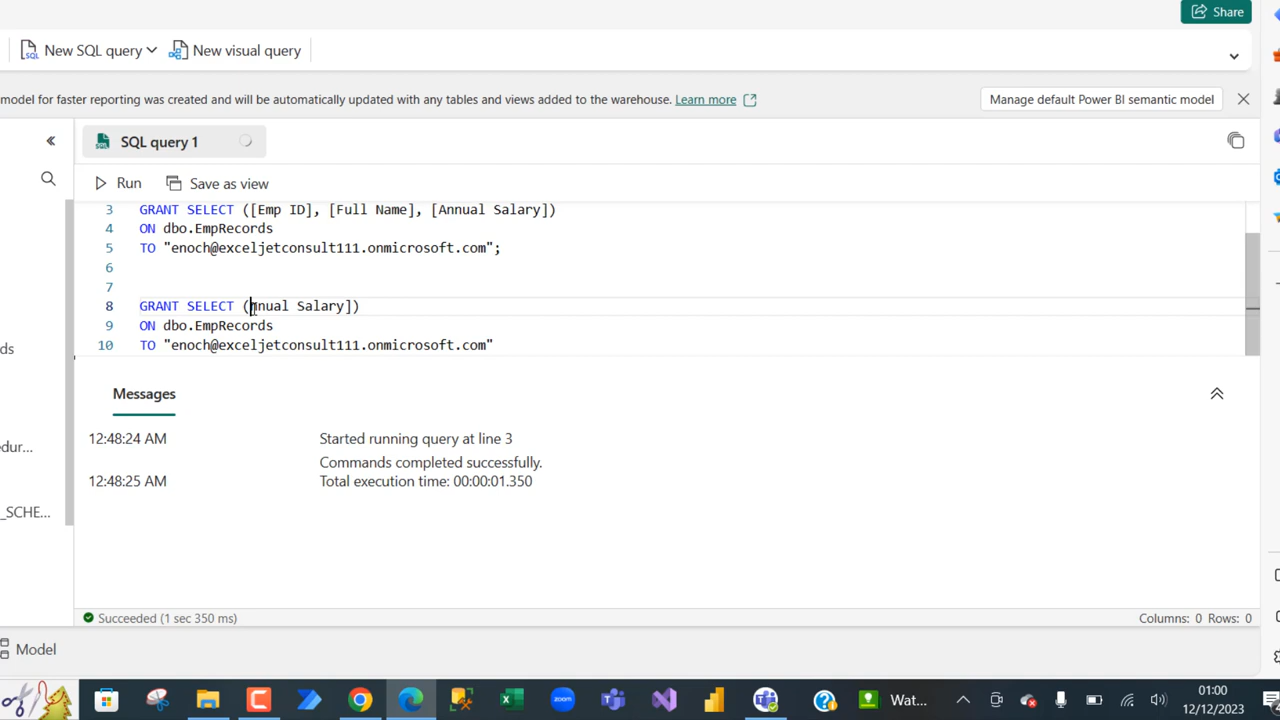 Share
New SQL query
New visual query
model for faster reporting was created and will be automatically updated with any tables and views added to the warehouse. Learn more
Manage default Power BI semantic model
SQL query 1
Run
Save as view
3 GRANT SELECT ([Emp ID], [Full Name], [Annual Salary])
4 ON dbo.EmpRecords
5 TO "enoch@exceljetconsult111.onmicrosoft.com";
6
7
8 GRANT SELECT (nnual Salary])
9 ON dbo.EmpRecords
10 TO "enoch@exceljetconsult111.onmicrosoft.com"
ds
edur...
_SCHE...
Messages
12:48:24 AM Started running query at line 3
Commands completed successfully.
12:48:25 AM Total execution time: 00:00:01.350
Succeeded (1 sec 350 ms)
Columns: 0 Rows: 0
Model
zoom
Wat...
01:00
12/12/2023